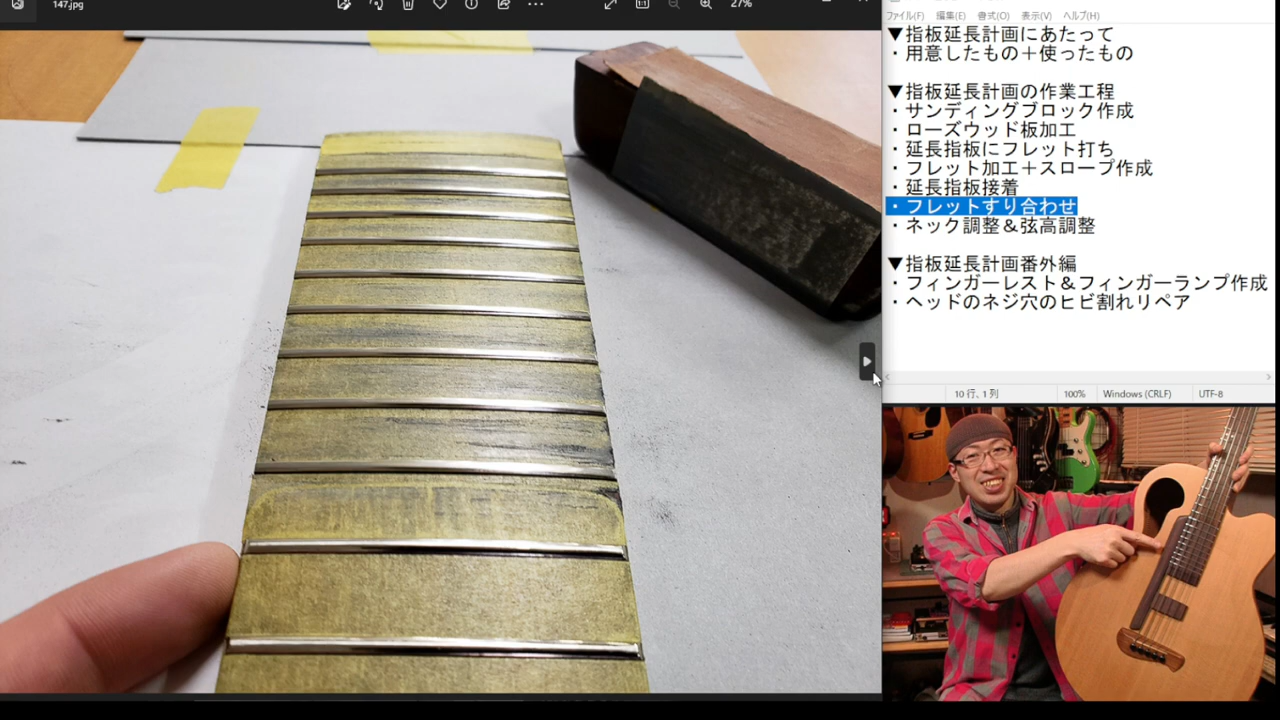 147.jpg
27%
ファイル(F) 編集(E) 書式(O) 表示(V) ヘルプ(H)
▼指板延長計画にあたって
・用意したもの＋使ったもの
▼指板延長計画の作業工程
・サンディングブロック作成
・ローズウッド板加工
・延長指板にフレット打ち
・フレット加工＋スロープ作成
・延長指板接着
・フレットすり合わせ
・ネック調整＆弦高調整
▼指板延長計画番外編
・フィンガーレスト＆フィンガーランプ作成
・ヘッドのネジ穴のヒビ割れリペア
10 行、1 列 100% Windows (CRLF) UTF-8